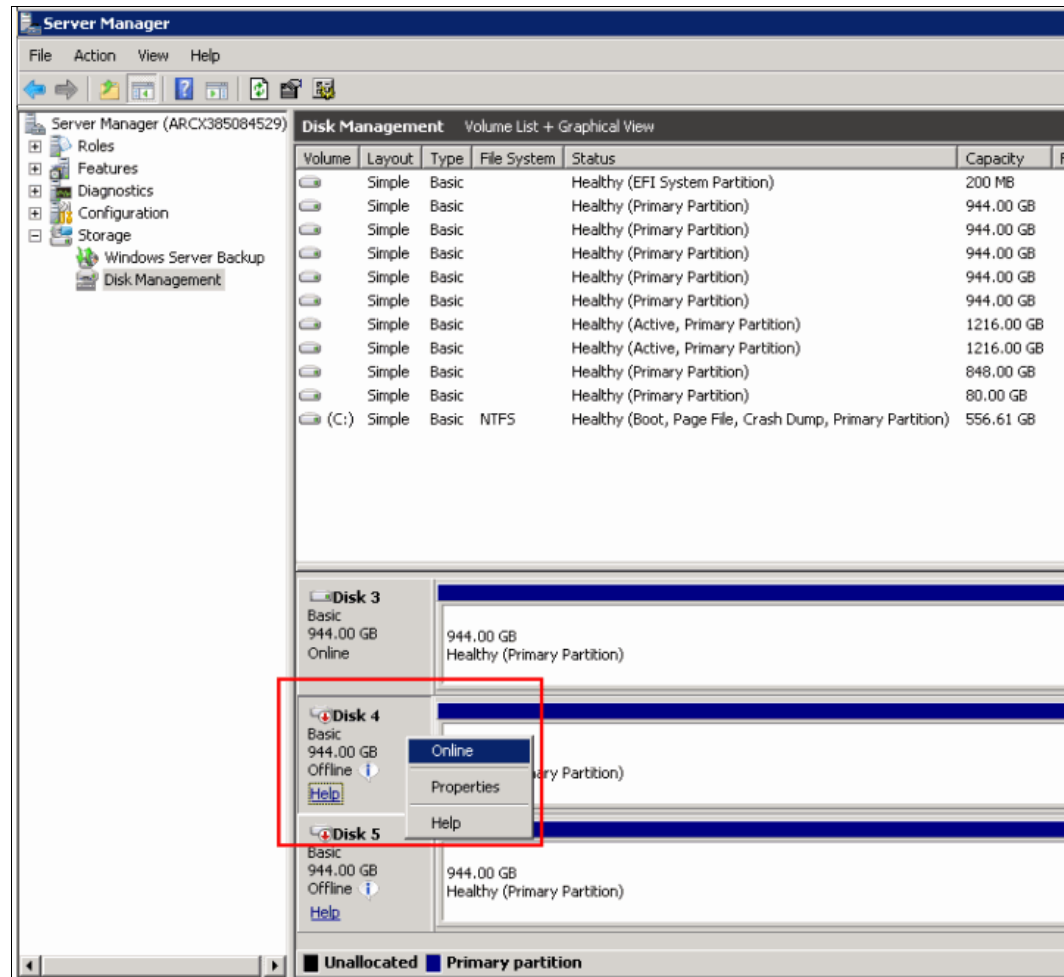 Server Manager
File Action View Help
Server Manager (ARCX385084529)
Roles
Features
Diagnostics
Configuration
Storage
Windows Server Backup
Disk Management
Disk Management Volume List + Graphical View
Volume Layout Type File System Status Capacity
Simple Basic Healthy (EFI System Partition) 200 MB
Simple Basic Healthy (Primary Partition) 944.00 GB
Simple Basic Healthy (Primary Partition) 944.00 GB
Simple Basic Healthy (Primary Partition) 944.00 GB
Simple Basic Healthy (Primary Partition) 944.00 GB
Simple Basic Healthy (Primary Partition) 944.00 GB
Simple Basic Healthy (Active, Primary Partition) 1216.00 GB
Simple Basic Healthy (Active, Primary Partition) 1216.00 GB
Simple Basic Healthy (Primary Partition) 848.00 GB
Simple Basic Healthy (Primary Partition) 80.00 GB
(C:) Simple Basic NTFS Healthy (Boot, Page File, Crash Dump, Primary Partition) 556.61 GB
Disk 3
Basic
944.00 GB
Online
944.00 GB
Healthy (Primary Partition)
Disk 4
Basic
944.00 GB
Offline
Help
Partition)
Online
Properties
Help
Disk 5
Basic
944.00 GB
Offline
Help
944.00 GB
Healthy (Primary Partition)
Unallocated Primary partition